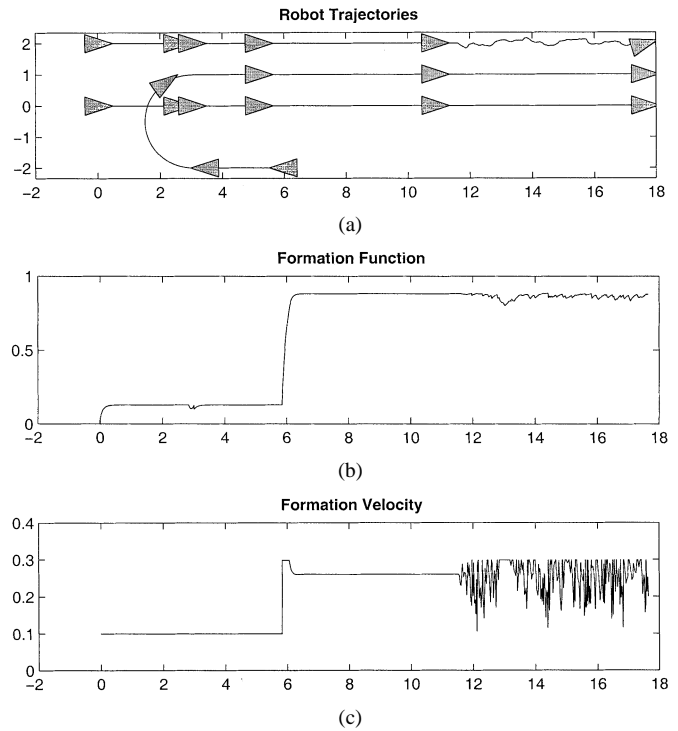 Robot Trajectories
2
1
0
−1
−2
−2 0 2 4 6 8 10 12 14 16 18
(a)
Formation Function
1
0.5
0
−2 0 2 4 6 8 10 12 14 16 18
(b)
Formation Velocity
0.4
0.3
0.2
0.1
0
−2 0 2 4 6 8 10 12 14 16 18
(c)